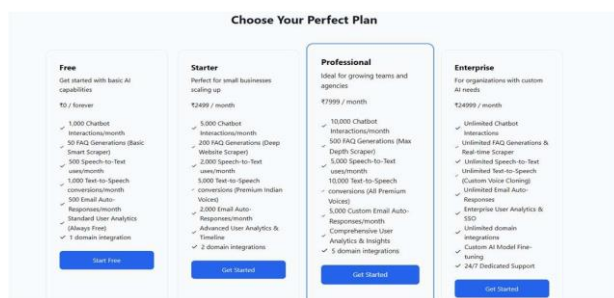 Choose Your Perfect Plan
Free
Get started with basic AI
capabilities
₹0 / forever
1,000 Chatbot
Interactions/month
50 FAQ Generations (Basic
Smart Scraper)
500 Speech-to-Text
uses/month
1,000 Text-to-Speech
conversions/month
500 Email Auto-
Responses/month
Standard User Analytics
(Always Free)
1 domain integration
Start Free
Starter
Perfect for small businesses
scaling up
₹2499 / month
5,000 Chatbot
Interactions/month
200 FAQ Generations (Deep
Website Scraper)
2,000 Speech-to-Text
uses/month
5,000 Text-to-Speech
conversions (Premium Indian
Voices)
2,000 Email Auto-
Responses/month
Advanced User Analytics &
Timeline
2 domain integrations
Get Started
Professional
Ideal for growing teams and
agencies
₹7999 / month
10,000 Chatbot
Interactions/month
500 FAQ Generations (Max
Depth Scraper)
5,000 Speech-to-Text
uses/month
10,000 Text-to-Speech
conversions (All Premium
Voices)
5,000 Custom Email Auto-
Responses/month
Comprehensive User
Analytics & Insights
5 domain integrations
Get Started
Enterprise
For organizations with custom
AI needs
₹24999 / month
Unlimited Chatbot
Interactions
Unlimited FAQ Generations &
Real-time Scraper
Unlimited Speech-to-Text
Unlimited Text-to-Speech
(Custom Voice Cloning)
Unlimited Email Auto-
Responses
Enterprise User Analytics &
SSO
Unlimited domain
integrations
Custom AI Model Fine-
tuning
24/7 Dedicated Support
Get Started